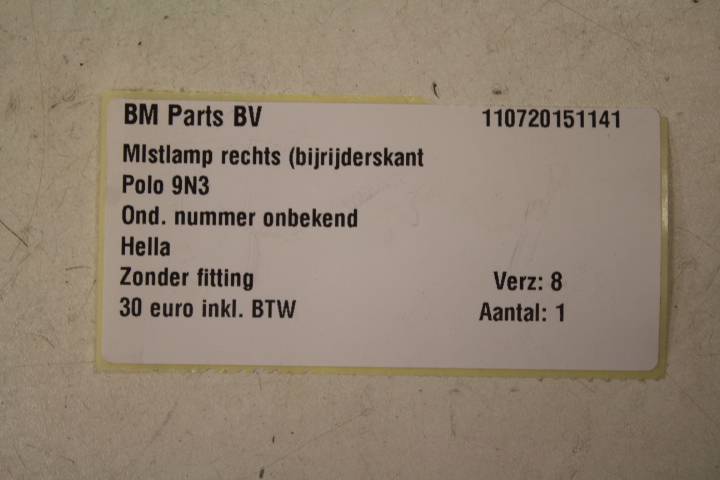 BM Parts BV 110720151141
MIstlamp rechts (bijrijderskant
Polo 9N3
Ond. nummer onbekend
Hella
Zonder fitting Verz: 8
30 euro inkl. BTW Aantal: 1